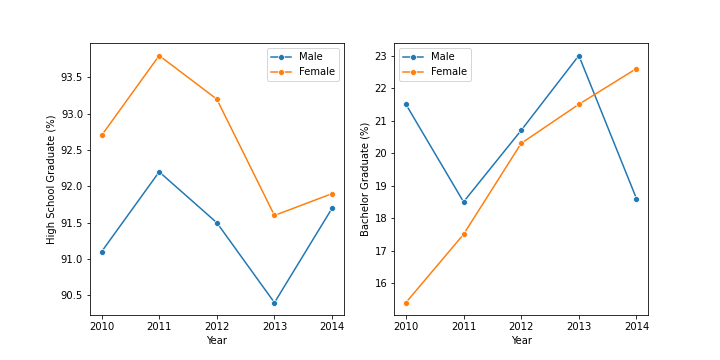 High School Graduate (%)
93.5
93.0
92.5
92.0
91.5
91.0
90.5
2010 2011 2012 2013 2014
Year
Male
Female
Bachelor Graduate (%)
23
22
21
20
19
18
17
16
2010 2011 2012 2013 2014
Year
Male
Female